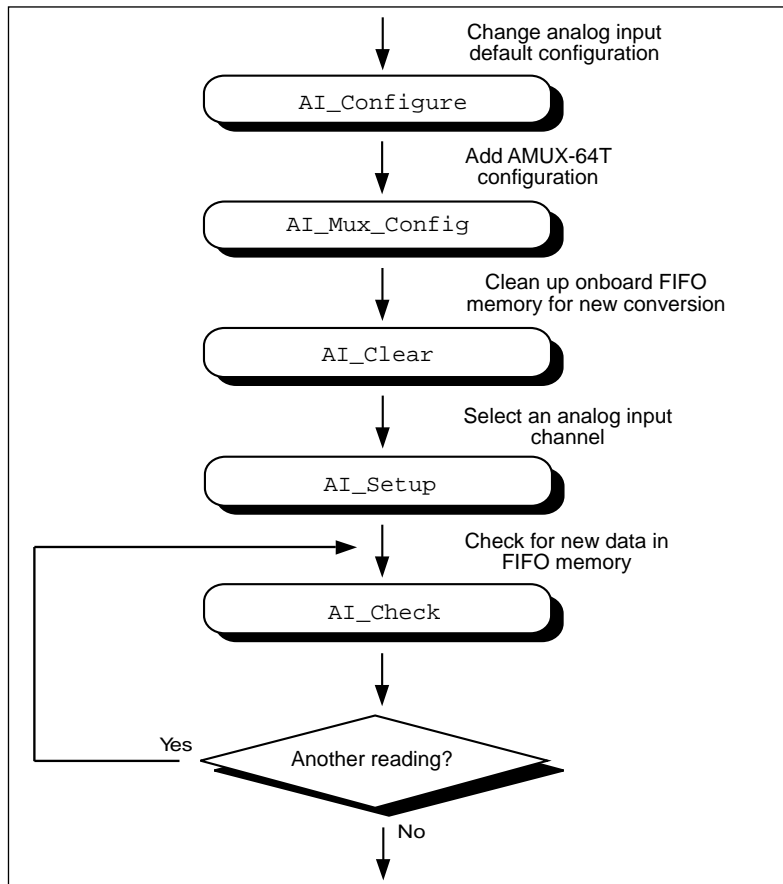 Change analog input
default configuration
AI_Configure
Add AMUX-64T
configuration
AI_Mux_Config
Clean up onboard FIFO
memory for new conversion
AI_Clear
Select an analog input
channel
AI_Setup
Check for new data in
FIFO memory
AI_Check
Yes
Another reading?
No